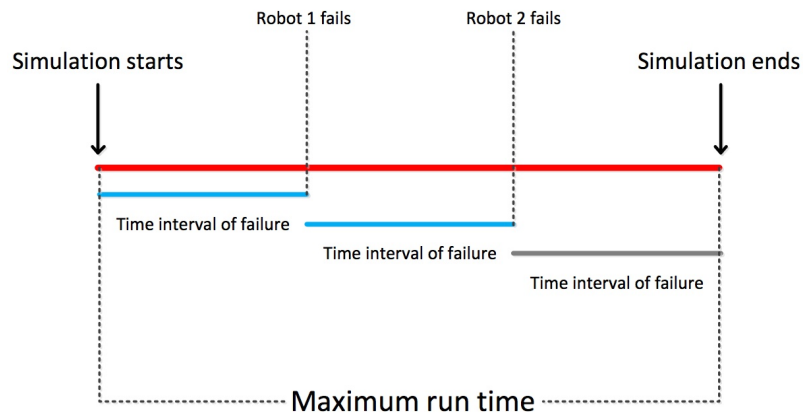 Robot 1 fails
Robot 2 fails
Simulation starts
Simulation ends
Time interval of failure
Time interval of failure
Time interval of failure
Maximum run time